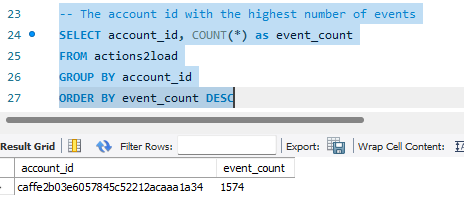 23 -- The account id with the highest number of events
24 SELECT account_id, COUNT(*) as event_count
25 FROM actions2load
26 GROUP BY account_id
27 ORDER BY event_count DESC
Result Grid Filter Rows: Export: Wrap Cell Content:
account_id event_count
caffe2b03e6057845c52212acaaa1a34 1574